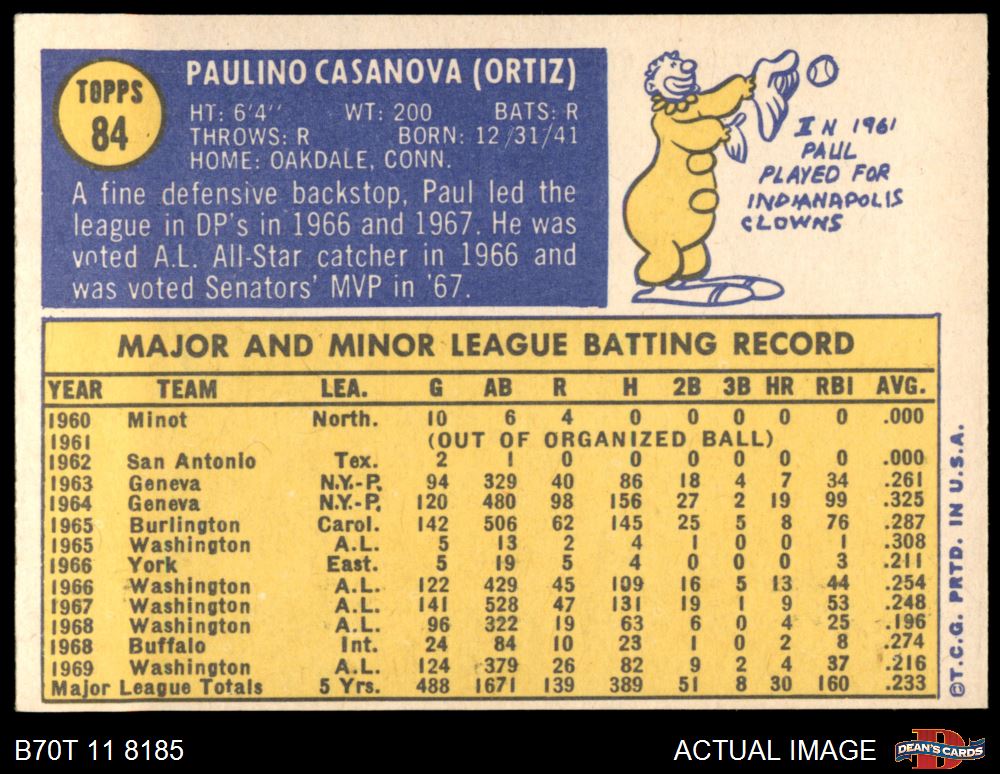 TOPPS
84
PAULINO CASANOVA (ORTIZ)
HT: 6'4'' WT: 200 BATS: R
THROWS: R BORN: 12/31/41
HOME: OAKDALE, CONN.
A fine defensive backstop, Paul led the
league in DP's in 1966 and 1967. He was
voted A.L. All-Star catcher in 1966 and
was voted Senators' MVP in '67.
IN 1961
PAUL
PLAYED FOR
INDIANAPOLIS
CLOWNS
MAJOR AND MINOR LEAGUE BATTING RECORD
YEAR TEAM LEA. G AB R H 2B 3B HR RBI AVG.
1960 Minot North. 10 6 4 0 0 0 0 0 .000
1961 (OUT OF ORGANIZED BALL)
1962 San Antonio Tex. 2 1 0 0 0 0 0 0 .000
1963 Geneva N.Y.-P. 94 329 40 86 18 4 7 34 .261
1964 Geneva N.Y.-P. 120 480 98 156 27 2 19 99 .325
1965 Burlington Carol. 142 506 62 145 25 5 8 76 .287
1965 Washington A.L. 5 13 2 4 1 0 0 1 .308
1966 York East. 5 19 5 4 0 0 0 3 .211
1966 Washington A.L. 122 429 45 109 16 5 13 44 .254
1967 Washington A.L. 141 528 47 131 19 1 9 53 .248
1968 Washington A.L. 96 322 19 63 6 0 4 25 .196
1968 Buffalo Int. 24 84 10 23 1 0 2 8 .274
1969 Washington A.L. 124 379 26 82 9 2 4 37 .216
Major League Totals 5 Yrs. 488 1671 139 389 51 8 30 160 .233
©T.C.G. PRTD. IN U.S.A.
B70T 11 8185
ACTUAL IMAGE
D
DEAN'S CARDS